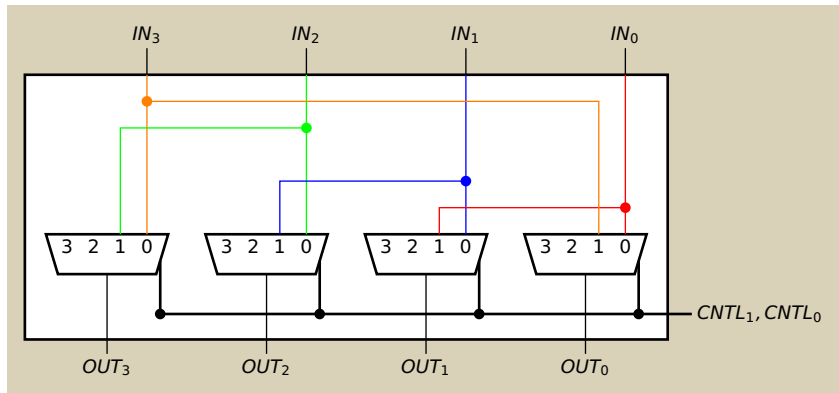 IN₃ IN₂ IN₁ IN₀
3 2 1 0 3 2 1 0 3 2 1 0 3 2 1 0
CNTL₁, CNTL₀
OUT₃ OUT₂ OUT₁ OUT₀